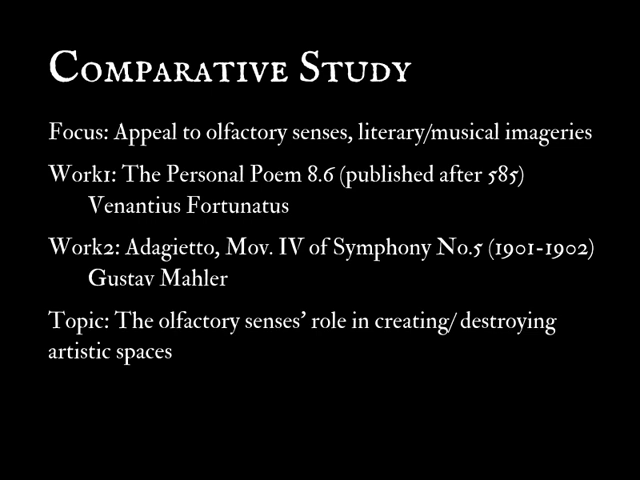 Comparative Study
Focus: Appeal to olfactory senses, literary/musical imageries
Work1: The Personal Poem 8.6 (published after 585)
Venantius Fortunatus
Work2: Adagietto, Mov. IV of Symphony No.5 (1901-1902)
Gustav Mahler
Topic: The olfactory senses' role in creating/ destroying
artistic spaces